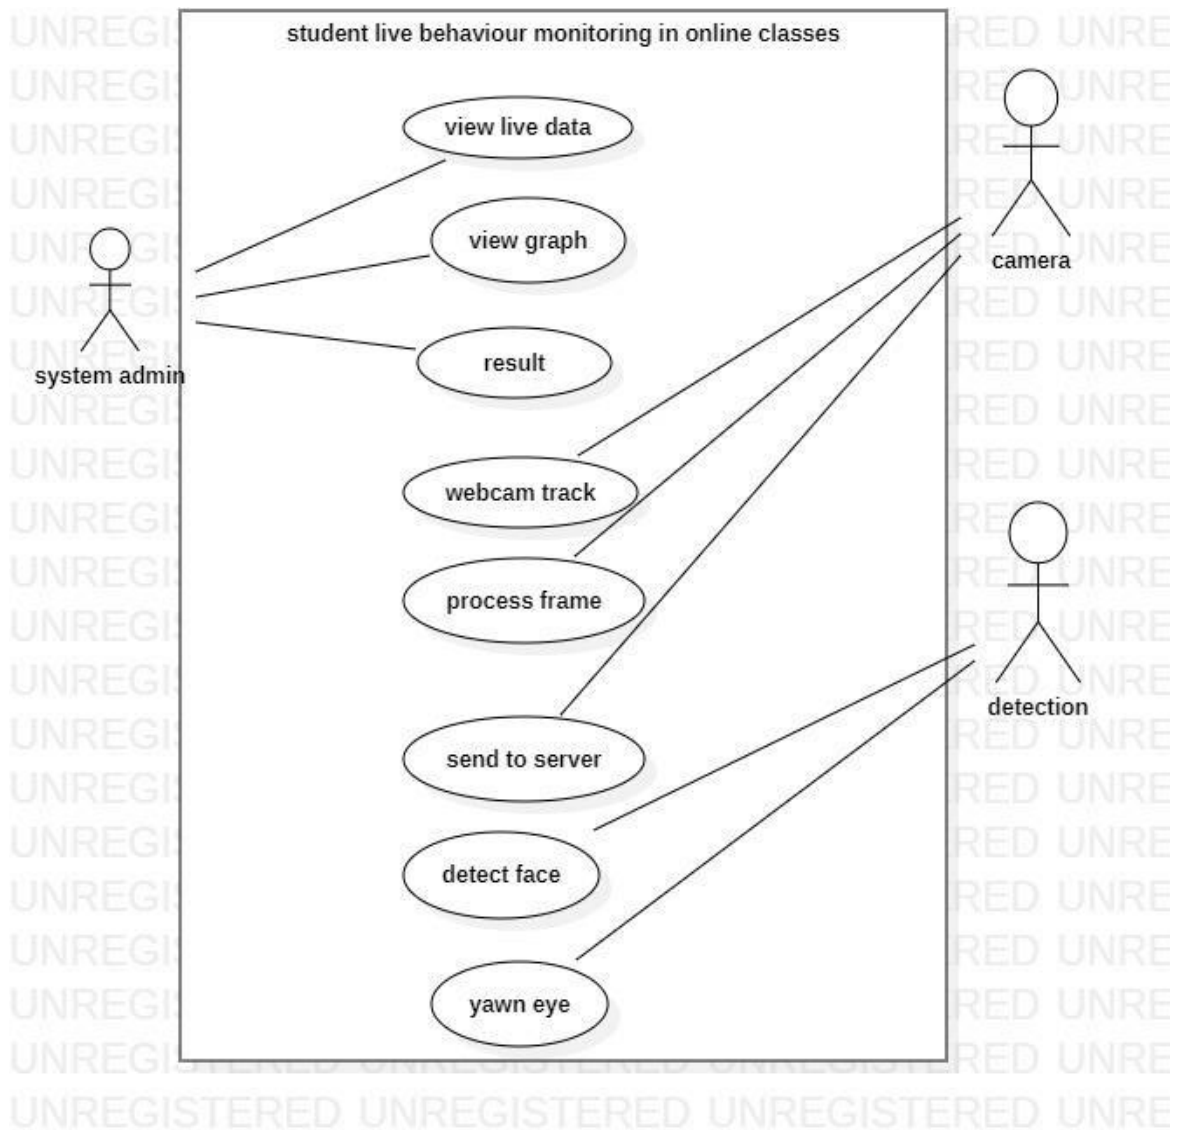 student live behaviour monitoring in online classes
view live data
view graph
camera
result
system admin
webcam track
process frame
detection
send to server
detect face
yawn eye
UNREGISTERED UNREGISTERED UNREGISTERED UNRE